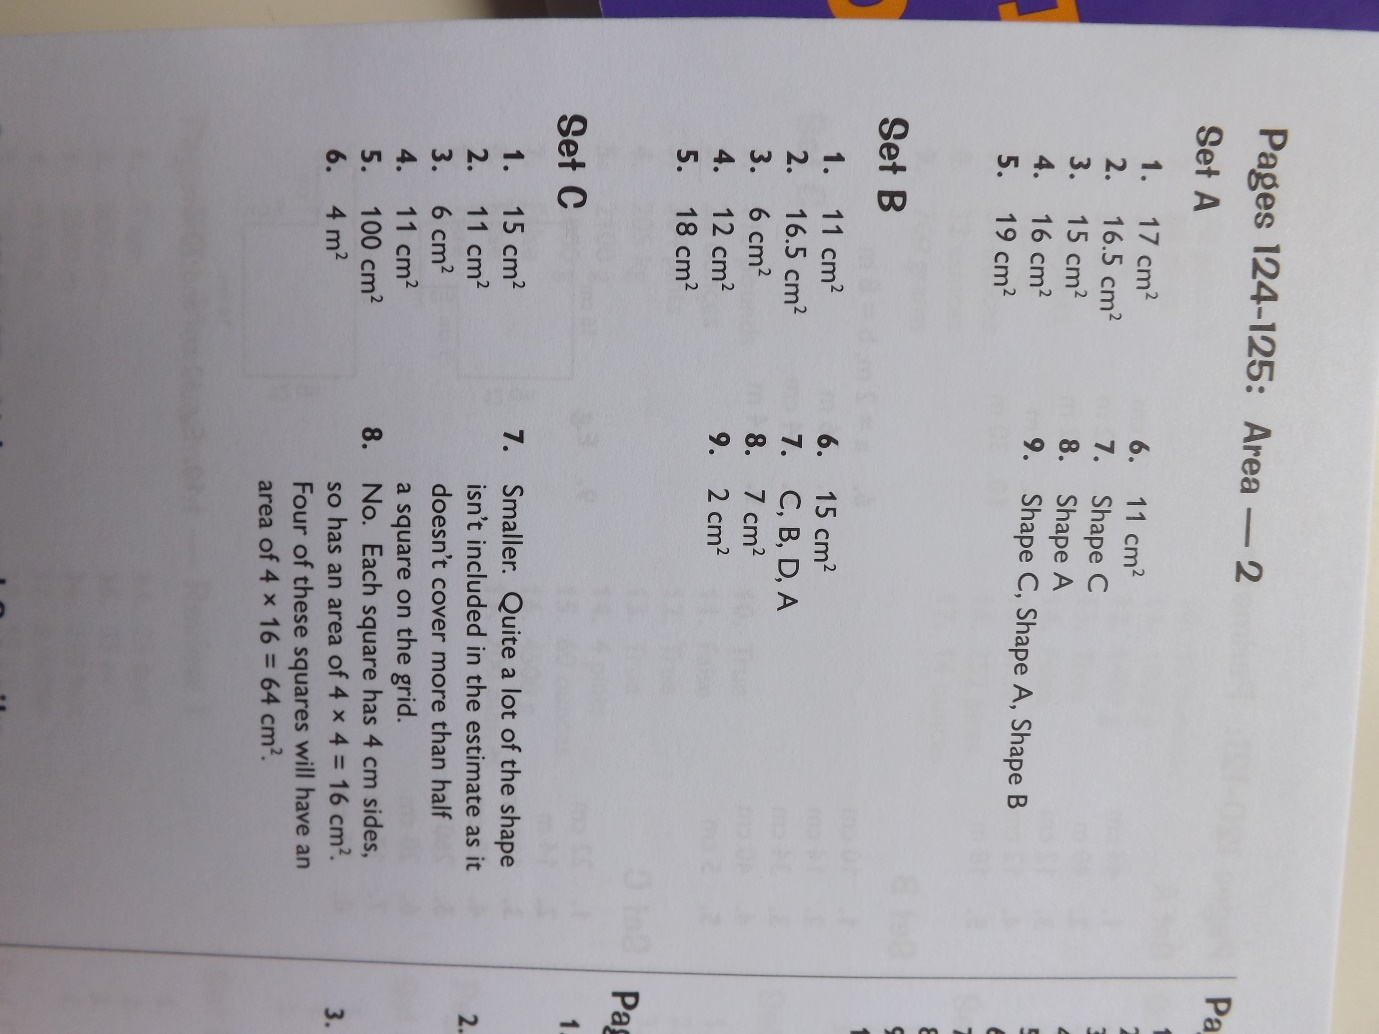 Pages 124-125: Area — 2
Set A
1. 17 cm²
2. 16.5 cm²
3. 15 cm²
4. 16 cm²
5. 19 cm²
6. 11 cm²
7. Shape C
8. Shape A
9. Shape C, Shape A, Shape B
Set B
1. 11 cm²
2. 16.5 cm²
3. 6 cm²
4. 12 cm²
5. 18 cm²
6. 15 cm²
7. C, B, D, A
8. 7 cm²
9. 2 cm²
Set C
1. 15 cm²
2. 11 cm²
3. 6 cm²
4. 11 cm²
5. 100 cm²
6. 4 m²
7. Smaller. Quite a lot of the shape
isn't included in the estimate as it
doesn't cover more than half
a square on the grid.
8. No. Each square has 4 cm sides,
so has an area of 4 × 4 = 16 cm².
Four of these squares will have an
area of 4 × 16 = 64 cm².
1.
2.
3.